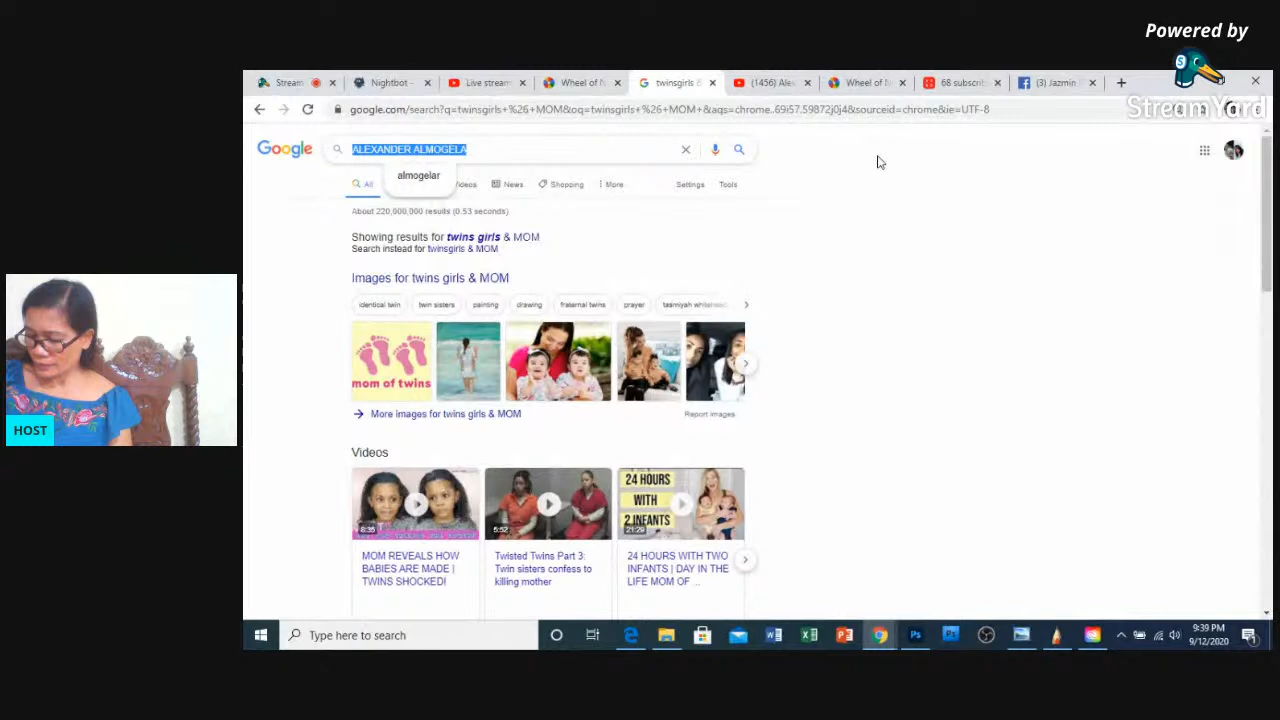 Powered by
StreamYard
Stream
Nightbot -
Live stream
Wheel of N
twinsgirls &
(1456) Ale
Wheel of N
68 subscrib
(3) Jazmin
google.com/search?q=twinsgirls+%26+MOM&oq=twinsgirls+%26+MOM+&aqs=chrome..69i57.59872j0j4&sourceid=chrome&ie=UTF-8
Google
ALEXANDER ALMOGELA
almogelar
All
Videos
News
Shopping
More
Settings
Tools
About 220,000,000 results (0.53 seconds)
Showing results for twins girls & MOM
Search instead for twinsgirls & MOM
Images for twins girls & MOM
identical twin
twin sisters
painting
drawing
fraternal twins
prayer
mom of twins
More images for twins girls & MOM
Report images
HOST
Videos
8:35
5:52
24 HOURS
WITH
2 INFANTS
21:29
MOM REVEALS HOW
BABIES ARE MADE |
TWINS SHOCKED!
Twisted Twins Part 3:
Twin sisters confess to
killing mother
24 HOURS WITH TWO
INFANTS | DAY IN THE
LIFE MOM OF ...
Type here to search
9:39 PM
9/12/2020